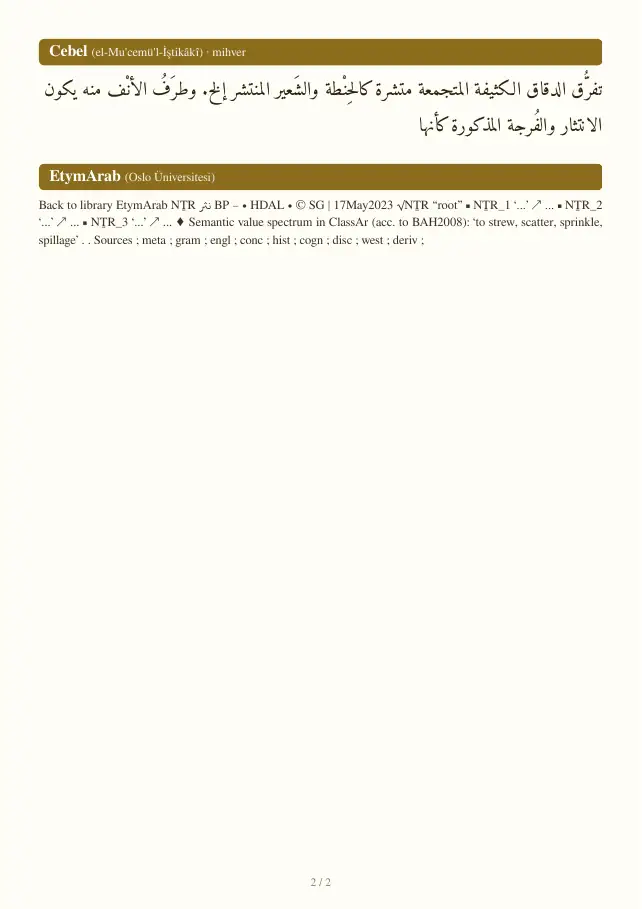 Cebel (el-Mu'cemü'l-İştikâkî) · mihver
تفرُّق الدقاق الكثيفة المتجمعة متشرة كالحِنْطة والشَعير المنتشر إلخ. وطرَفُ الأنْف منه يكون
الانتثار والفُرجة المذكورة كأنها
EtymArab (Oslo Üniversitesi)
Back to library EtymArab NṮR نثر BP – • HDAL • © SG | 17May2023 √NṮR “root” ▪ NṮR_1 ‘...’ ↗ ... ▪ NṮR_2
‘...’ ↗ ... ▪ NṮR_3 ‘...’ ↗ ... ♦ Semantic value spectrum in ClassAr (acc. to BAH2008): ‘to strew, scatter, sprinkle,
spillage’ . . Sources ; meta ; gram ; engl ; conc ; hist ; cogn ; disc ; west ; deriv ;
2 / 2